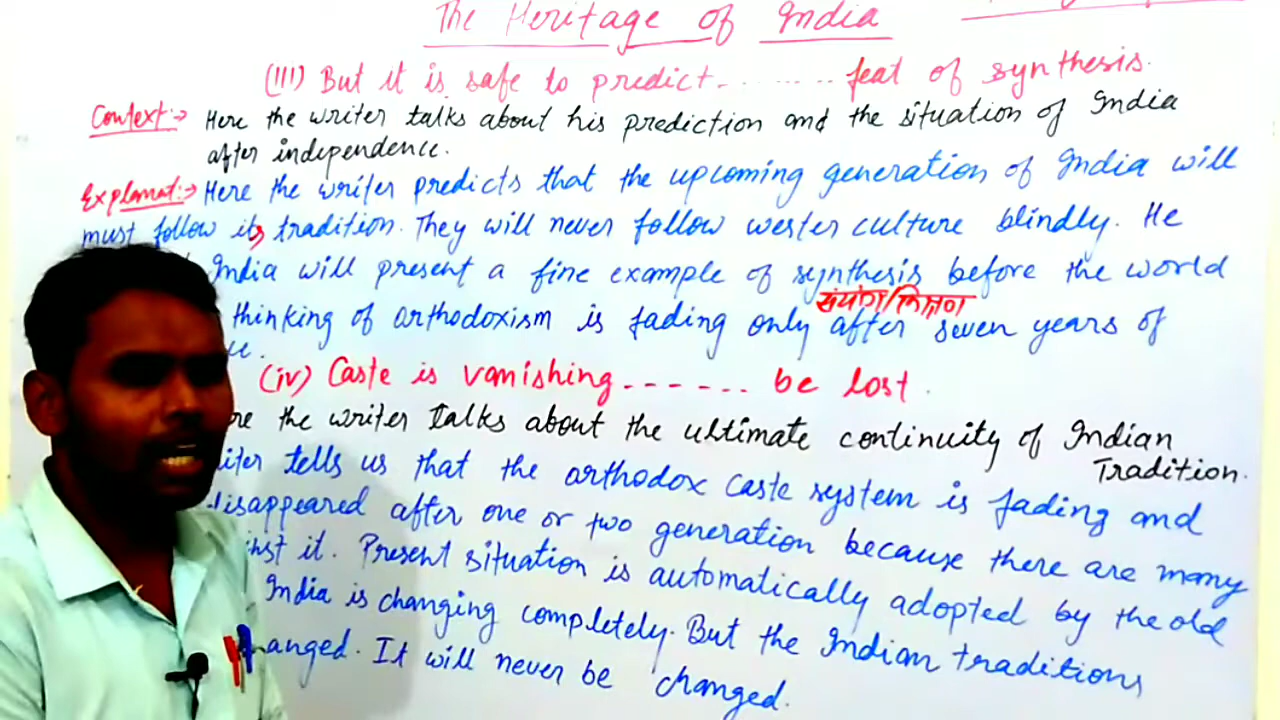 The Heritage of India
(III) But it is safe to predict- ....... feat of synthesis.
Context:→ Here the writer talks about his prediction and the situation of India
after independence.
Explanat:→ Here the writer predicts that the upcoming generation of India will
must follow its tradition. They will never follow wester culture blindly. He
India will present a fine example of synthesis before the world
संयोग/मिश्रण
thinking of orthodoxism is fading only after seven years of
(iv) Caste is vanishing ------ be lost.
the writer talks about the ultimate continuity of Indian
Tradition.
tells us that the orthodox caste system is fading and
disappeared after one or two generation because there are many
it. Present situation is automatically adopted by the old
India is changing completely. But the Indian traditions
It will never be changed.